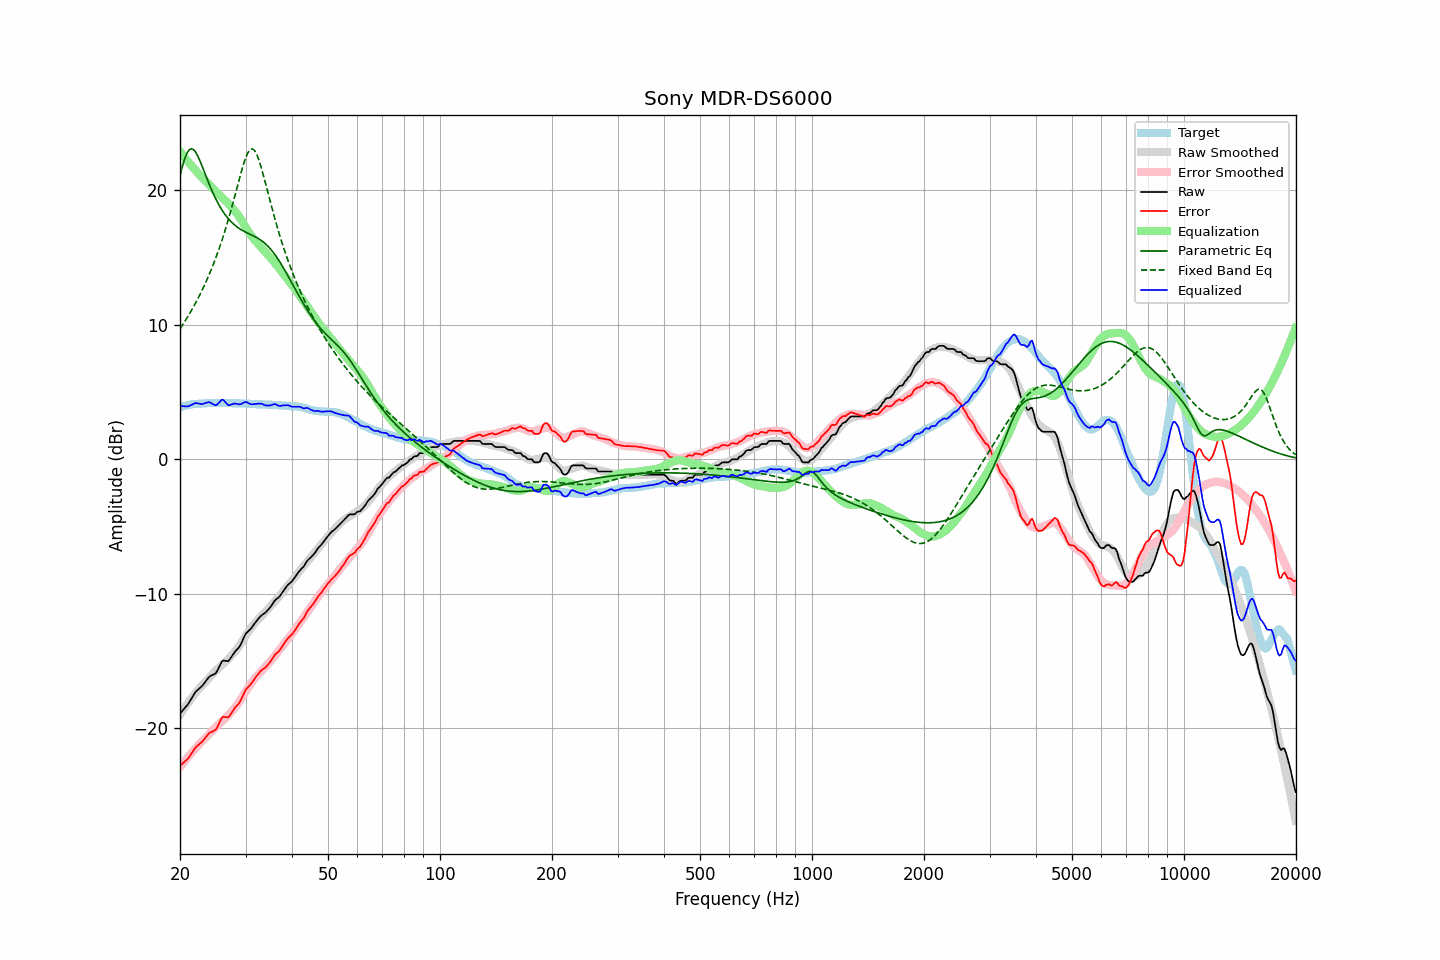 Sony MDR-DS6000
Target
Raw Smoothed
Error Smoothed
Raw
Error
Equalization
Parametric Eq
Fixed Band Eq
Equalized
Amplitude (dBr)
20
10
0
−10
−20
20
50
100
200
500
1000
2000
5000
10000
20000
Frequency (Hz)